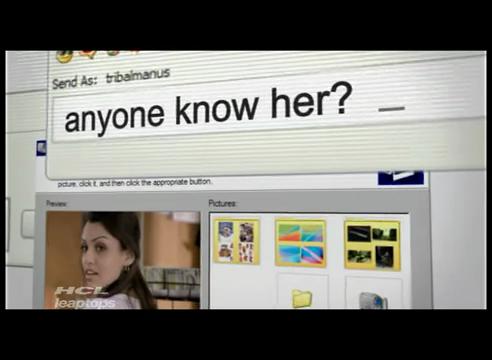 Send As: tribalmanus
anyone know her? _
picture, click it, and then click the appropriate button.
Preview:
Pictures:
HCL
leaptops